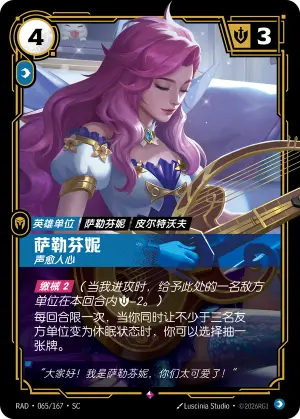 4
3
英雄单位 萨勒芬妮 皮尔特沃夫
萨勒芬妮
声愈人心
缴械 2 （当我进攻时，给予此处的一名敌方
单位在本回合内-2。）
每回合限一次，当你同时让不少于三名友
方单位变为休眠状态时，你可以选择抽一
张牌。
“大家好！我是萨勒芬妮，你们太可爱了！”
RAD • 065/167 • SC Luscinia Studio • ©2026RGI